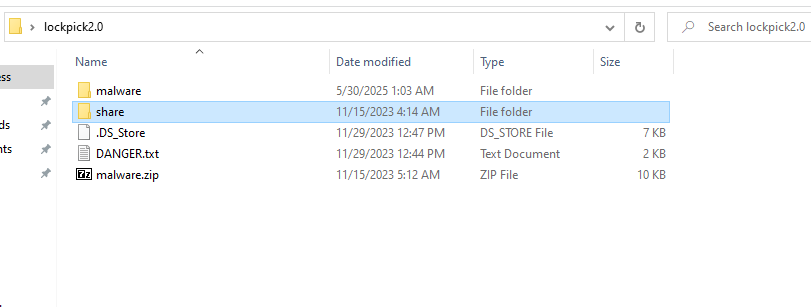 lockpick2.0
Search lockpick2.0
Name Date modified Type Size
ess
malware 5/30/2025 1:03 AM File folder
share 11/15/2023 4:14 AM File folder
ds .DS_Store 11/29/2023 12:47 PM DS_STORE File 7 KB
nts DANGER.txt 11/29/2023 12:44 PM Text Document 2 KB
7z malware.zip 11/15/2023 5:12 AM ZIP File 10 KB